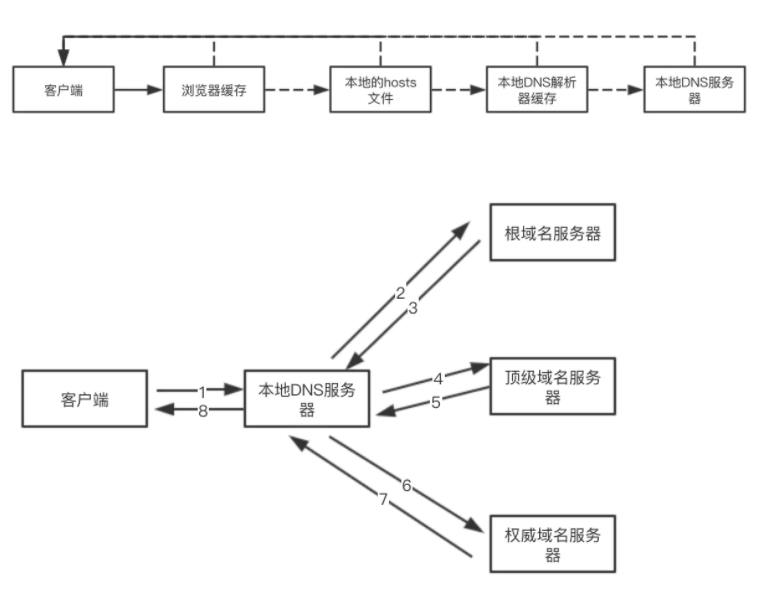 客户端
浏览器缓存
本地的hosts
文件
本地DNS解析
器缓存
本地DNS服务
器
根域名服务器
2
3
客户端
1
8
本地DNS服务
器
4
5
顶级域名服务
器
6
7
权威域名服务
器